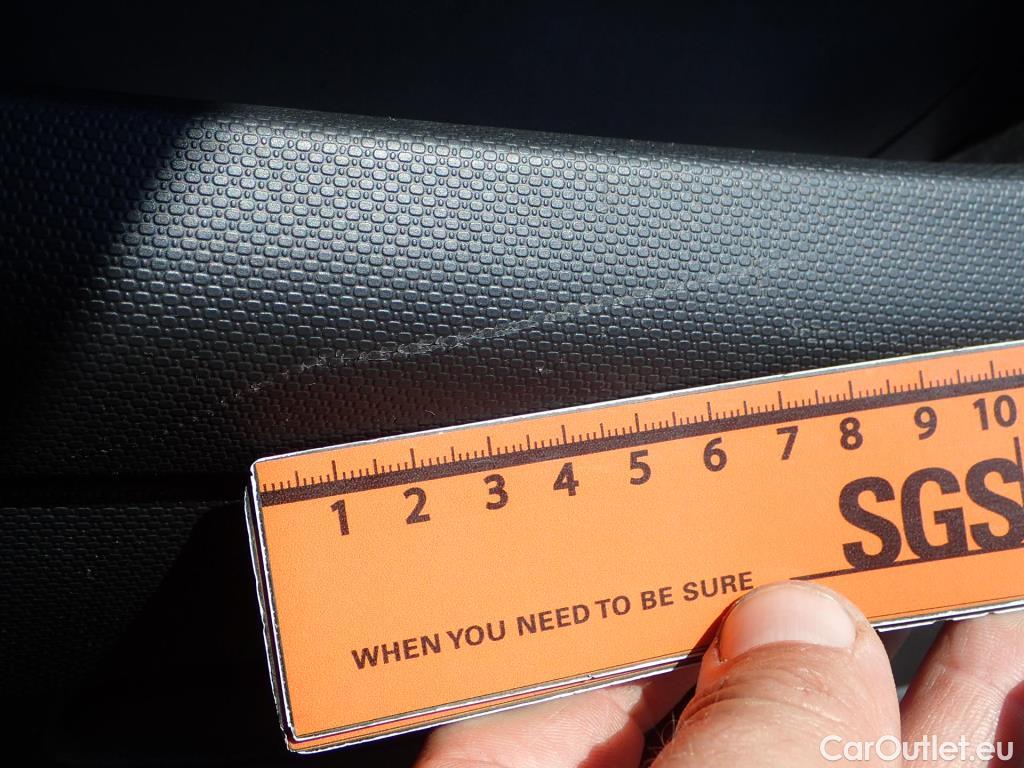 1 2 3 4 5 6 7 8 9 10
SGS
WHEN YOU NEED TO BE SURE
CarOutlet.eu